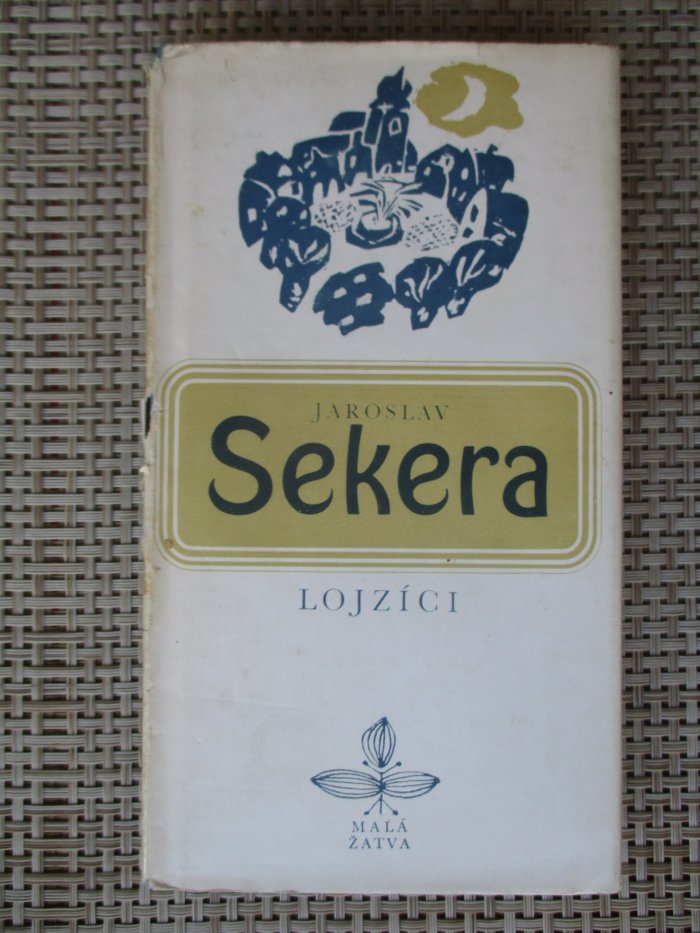 JAROSLAV
Sekera
LOJZÍCI
MALÁ
ŽATVA